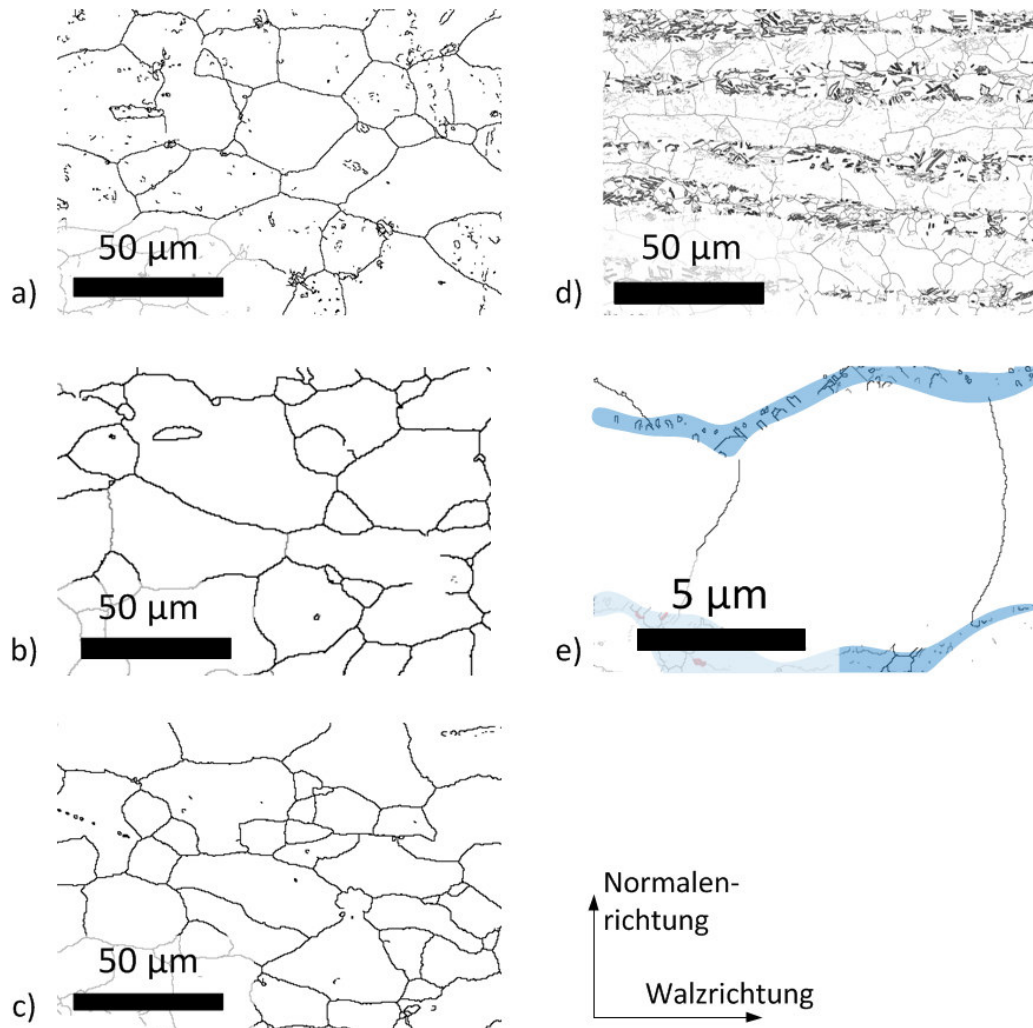 50 µm
a)
50 µm
b)
50 µm
c)
50 µm
d)
5 µm
e)
Normalen-
richtung
Walzrichtung